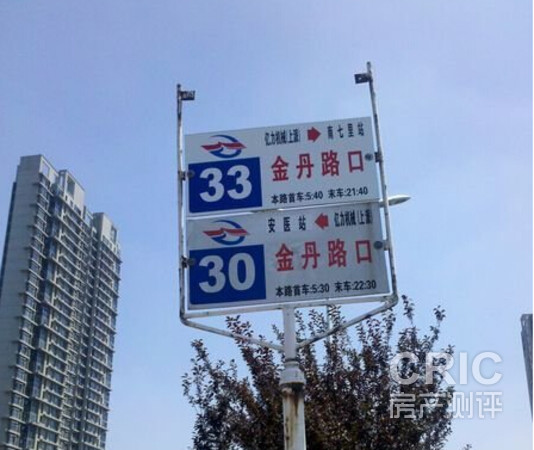 亿力机械(上派) → 南七里站
33 金丹路口
本路首车:5:40 末车:21:40
安医站 ← 亿力机械(上派)
30 金丹路口
本路首车:5:30 末车:22:30
CRIC
房产测评